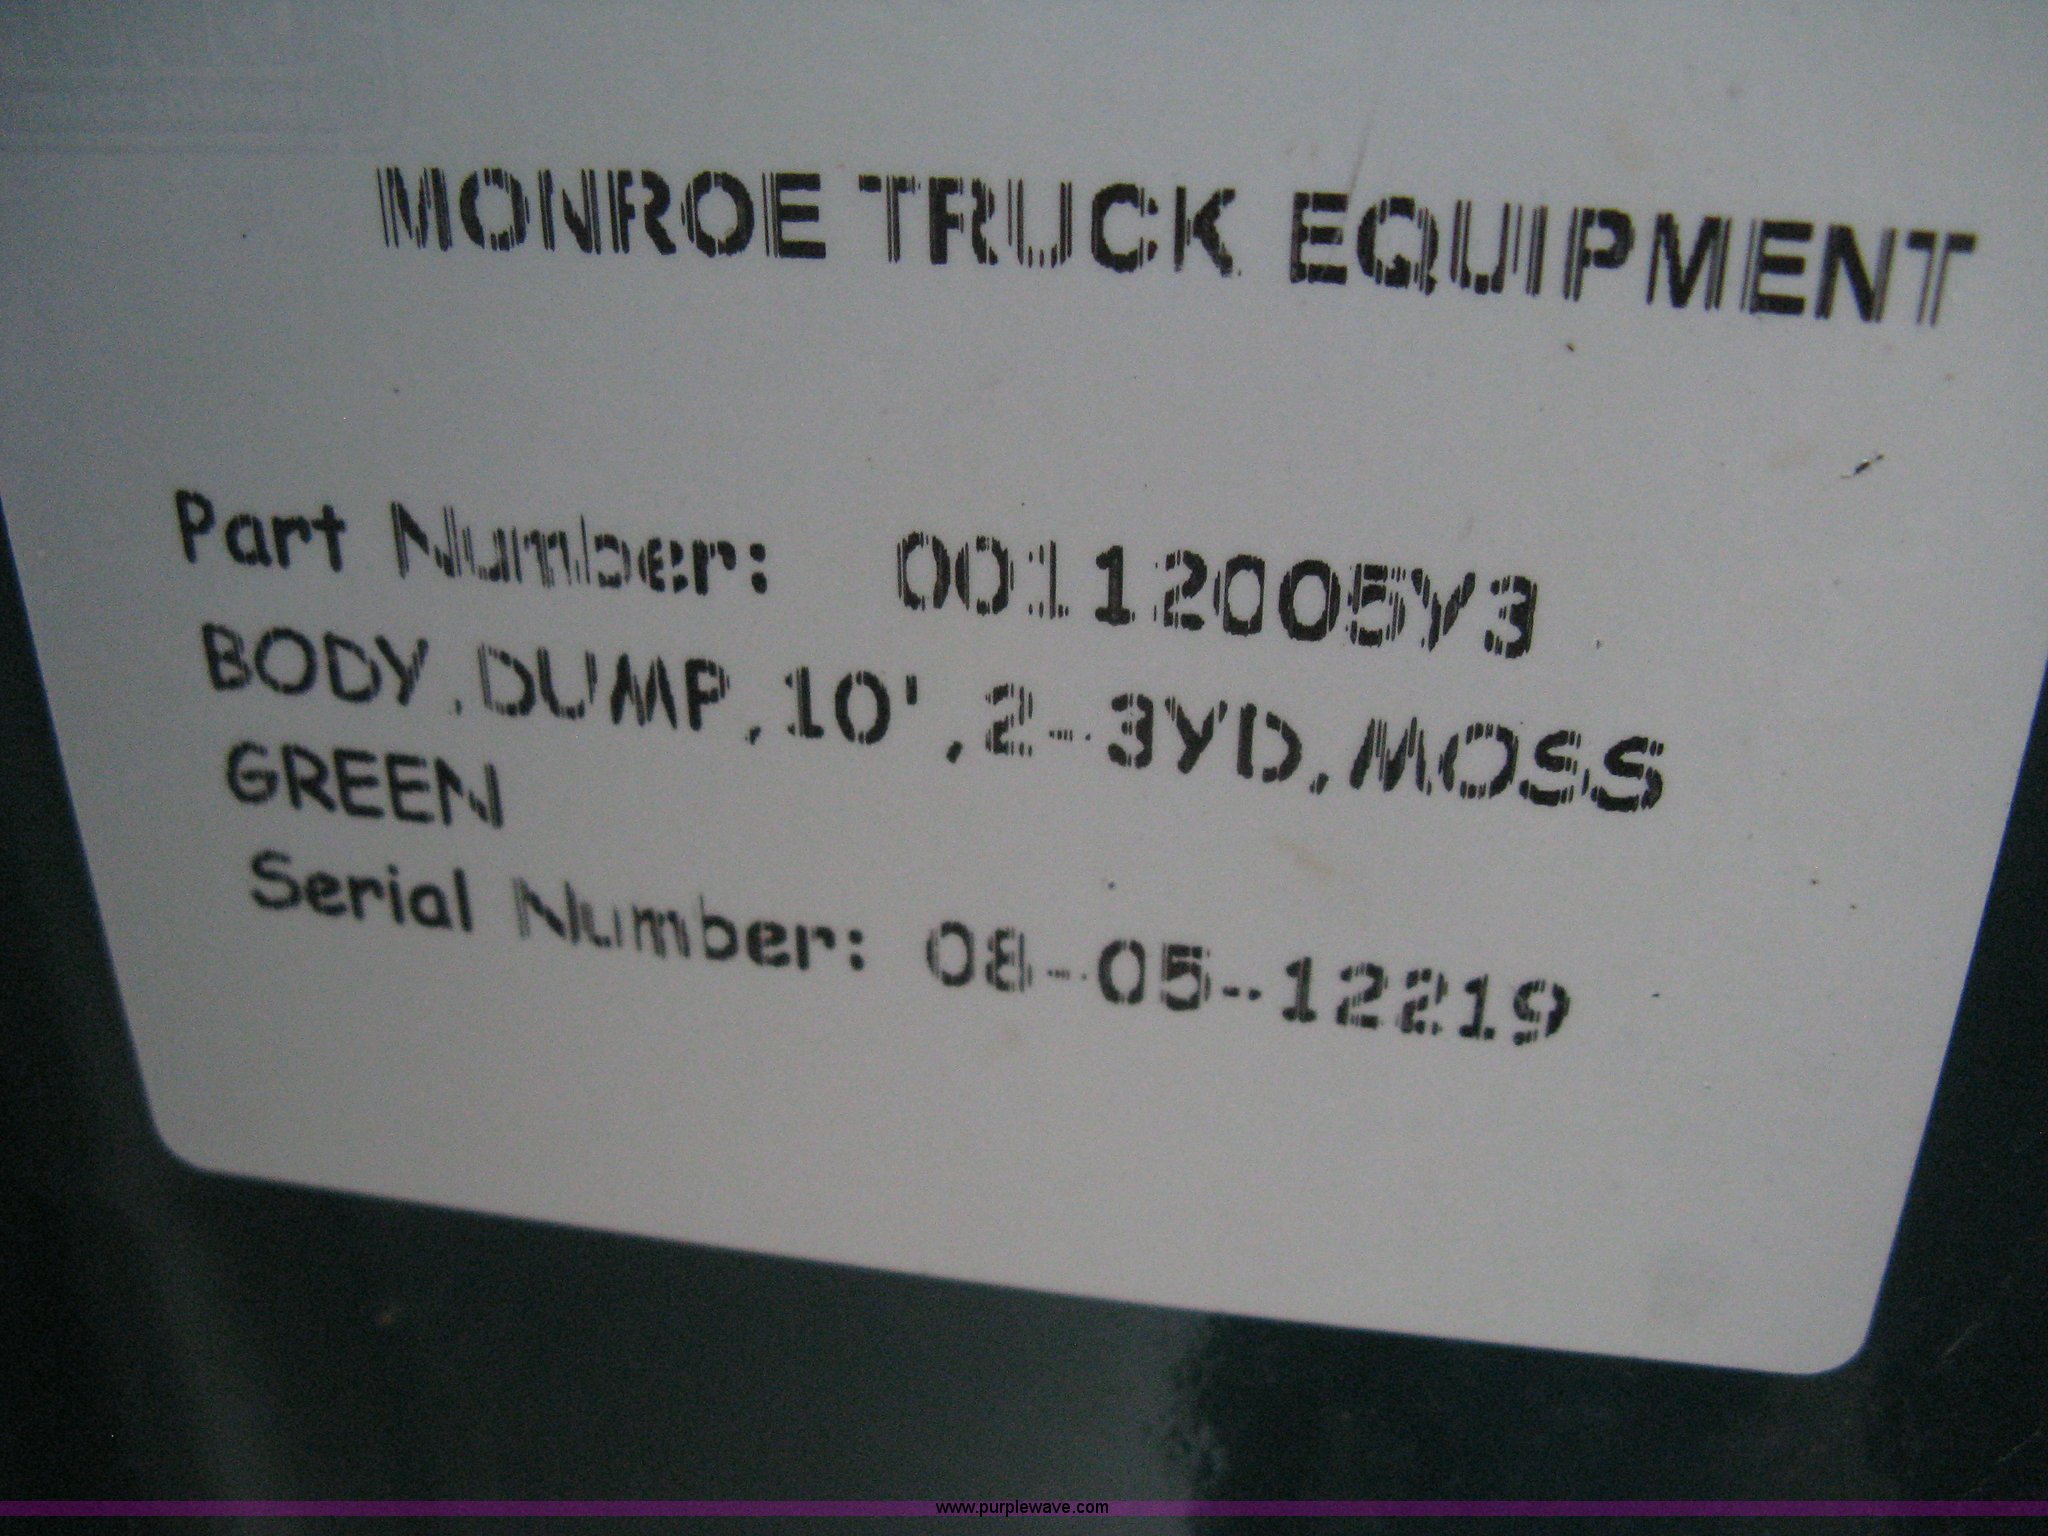 MONROE TRUCK EQUIPMENT
Part Number: 00112005Y3
BODY,DUMP,10',2-3YD,MOSS
GREEN
Serial Number: 08-05-12219
www.purplewave.com